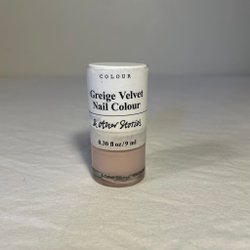 COLOUR
Greige Velvet
Nail Colour
& other Stories
0.30 fl oz/9 ml